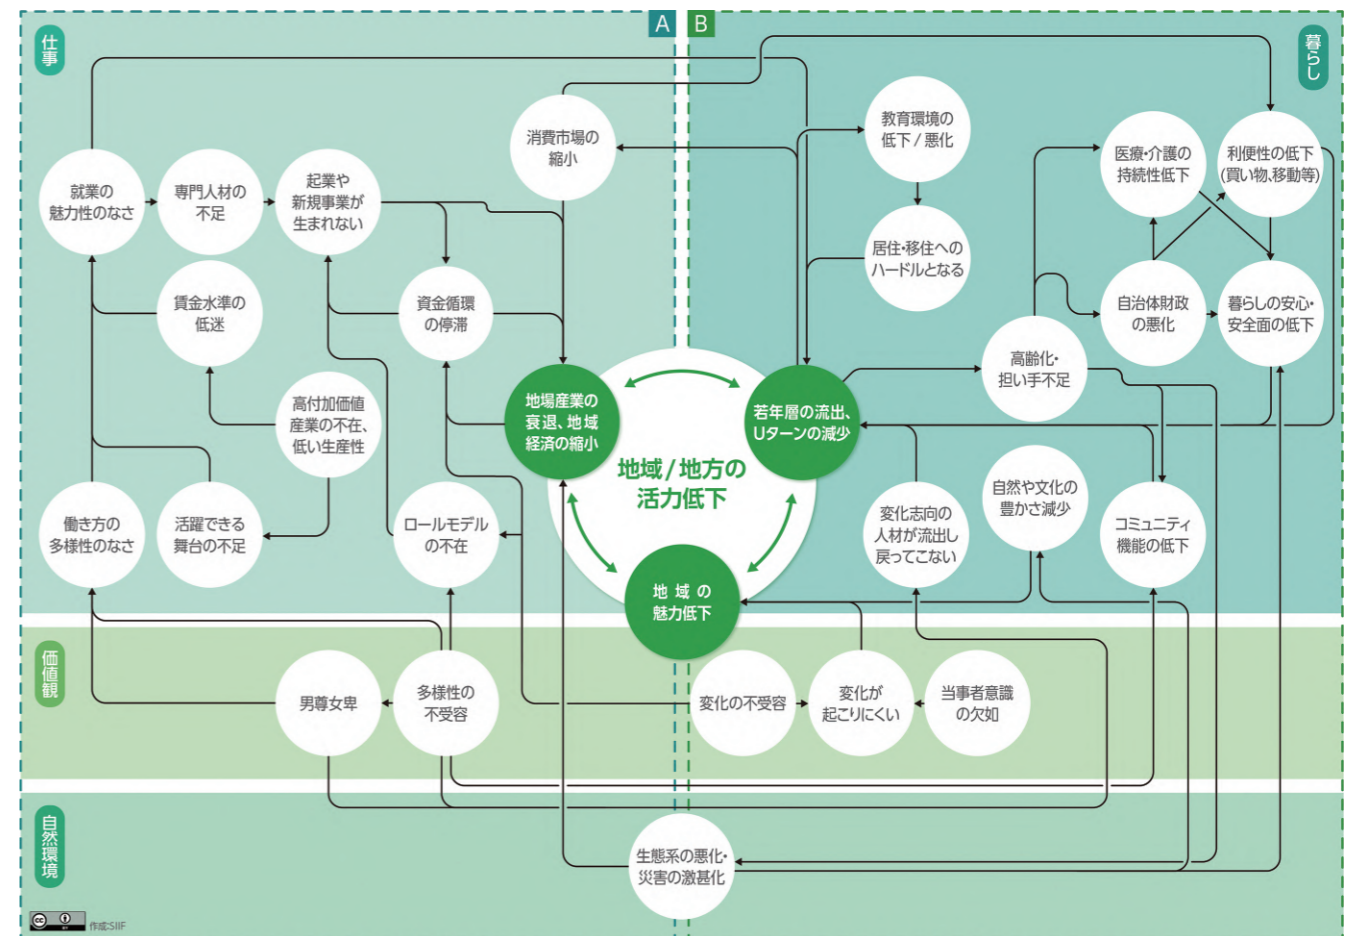 A
B
仕事
暮らし
消費市場の
縮小
教育環境の
低下/悪化
医療・介護の
持続性低下
利便性の低下
(買い物、移動等)
就業の
魅力性のなさ
専門人材の
不足
起業や
新規事業が
生まれない
居住・移住への
ハードルとなる
賃金水準の
低迷
資金循環
の停滞
自治体財政
の悪化
暮らしの安心・
安全面の低下
高齢化・
担い手不足
高付加価値
産業の不在、
低い生産性
地場産業の
衰退、地域
経済の縮小
若年層の流出、
Uターンの減少
地域/地方の
活力低下
働き方の
多様性のなさ
活躍できる
舞台の不足
ロールモデル
の不在
変化志向の
人材が流出し
戻ってこない
自然や文化の
豊かさ減少
コミュニティ
機能の低下
地域の
魅力低下
価値観
男尊女卑
多様性の
不受容
変化の不受容
変化が
起こりにくい
当事者意識
の欠如
自然環境
生態系の悪化・
災害の激甚化
cc
BY
作成:SIIF